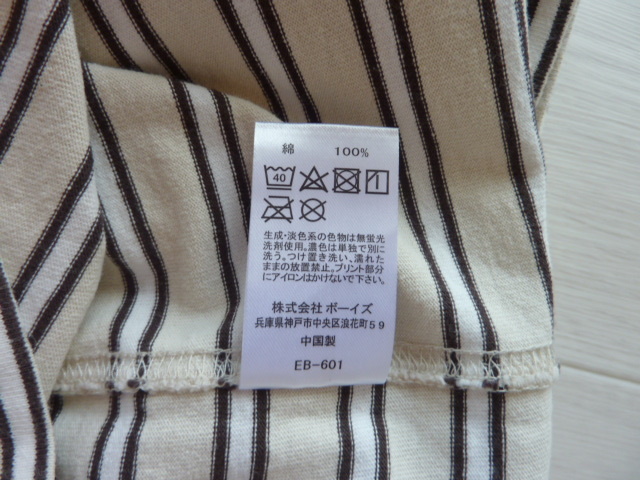 綿 100%
40
生成・淡色系の色物は無蛍光
洗剤使用。濃色は単独で別に
洗う。つけ置き洗い、濡れた
ままの放置禁止。プリント部分
にアイロンはかけないで下さい。
株式会社 ボーイズ
兵庫県神戸市中央区浪花町59
中国製
EB-601